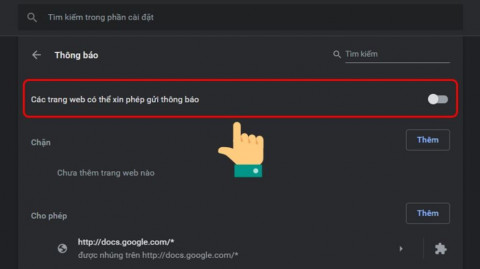 Tìm kiếm trong phần cài đặt
Thông báo
Tìm kiếm
Các trang web có thể xin phép gửi thông báo
Chặn
Thêm
Chưa thêm trang web nào
Cho phép
Thêm
http://docs.google.com/*
được nhúng trên http://docs.google.com/*